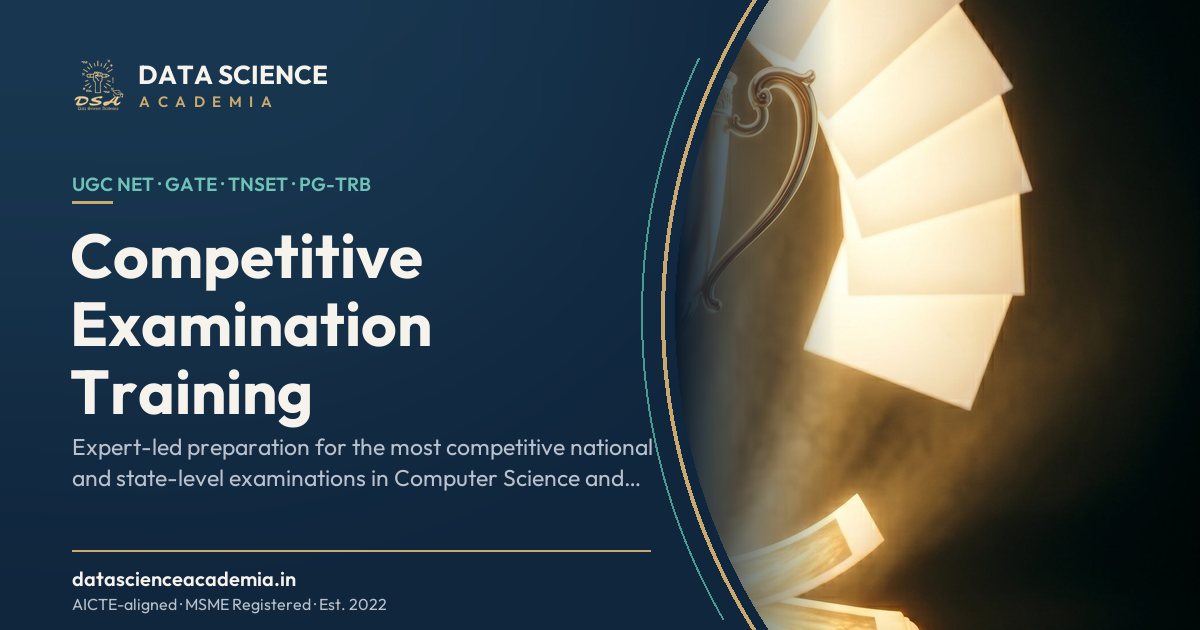 DSA
DATA SCIENCE
ACADEMIA
UGC NET · GATE · TNSET · PG-TRB
Competitive
Examination
Training
Expert-led preparation for the most competitive national
and state-level examinations in Computer Science and...
datascienceacademia.in
AICTE-aligned · MSME Registered · Est. 2022